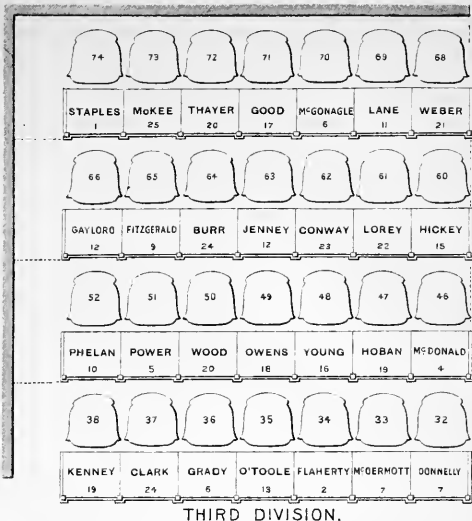 74 73 72 71 70 69 68
STAPLES McKEE THAYER GOOD McGONAGLE LANE WEBER
1 25 20 17 6 11 21
66 65 64 63 62 61 60
GAYLORD FITZGERALD BURR JENNEY CONWAY LOREY HICKEY
12 9 24 12 23 22 15
52 51 50 49 48 47 46
PHELAN POWER WOOD OWENS YOUNG HOBAN McDONALD
10 5 20 18 16 19 4
38 37 36 35 34 33 32
KENNEY CLARK GRADY O'TOOLE FLAHERTY McDERMOTT DONNELLY
19 24 6 13 2 7 7
THIRD DIVISION.